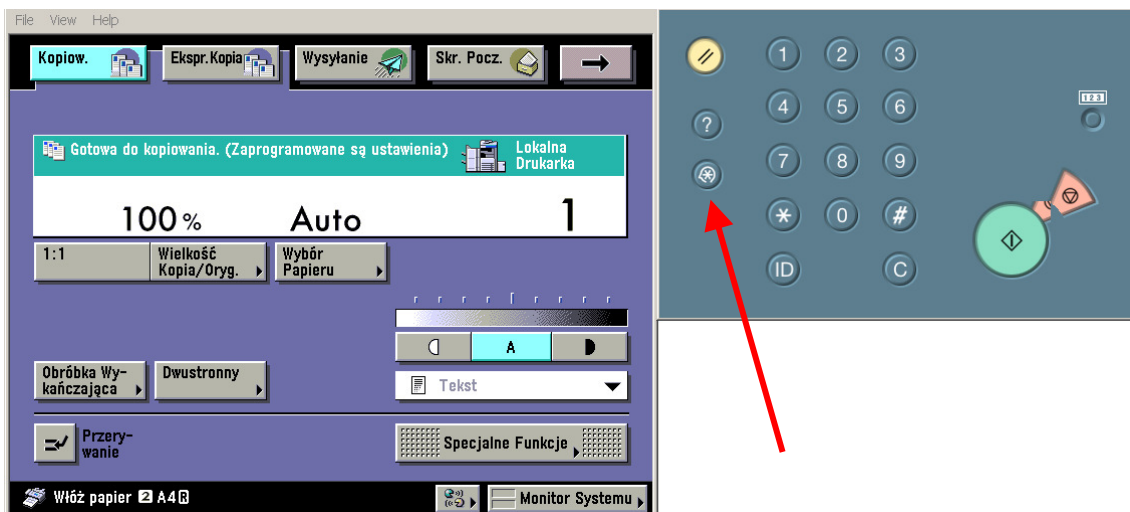 File View Help
Kopiow.
Ekspr.Kopia
Wysyłanie
Skr. Pocz.
Gotowa do kopiowania. (Zaprogramowane są ustawienia)
Lokalna
Drukarka
100 %
Auto
1
1:1
Wielkość
Kopia/Oryg.
Wybór
Papieru
A
Obróbka Wy-
kańczająca
Dwustronny
Tekst
Przery-
wanie
Specjalne Funkcje
Włóż papier 2 A4R
Monitor Systemu
1 2 3
4 5 6
7 8 9
* 0 #
ID C
?
123